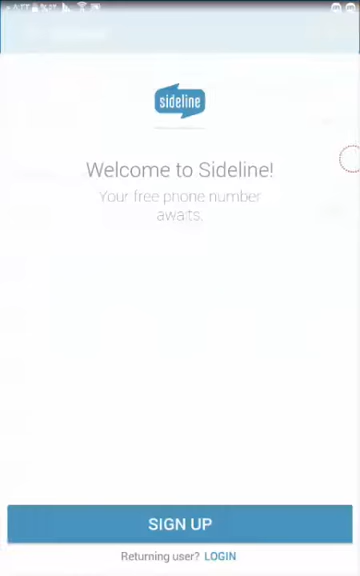 sideline
Welcome to Sideline!
Your free phone number
awaits.
SIGN UP
Returning user? LOGIN